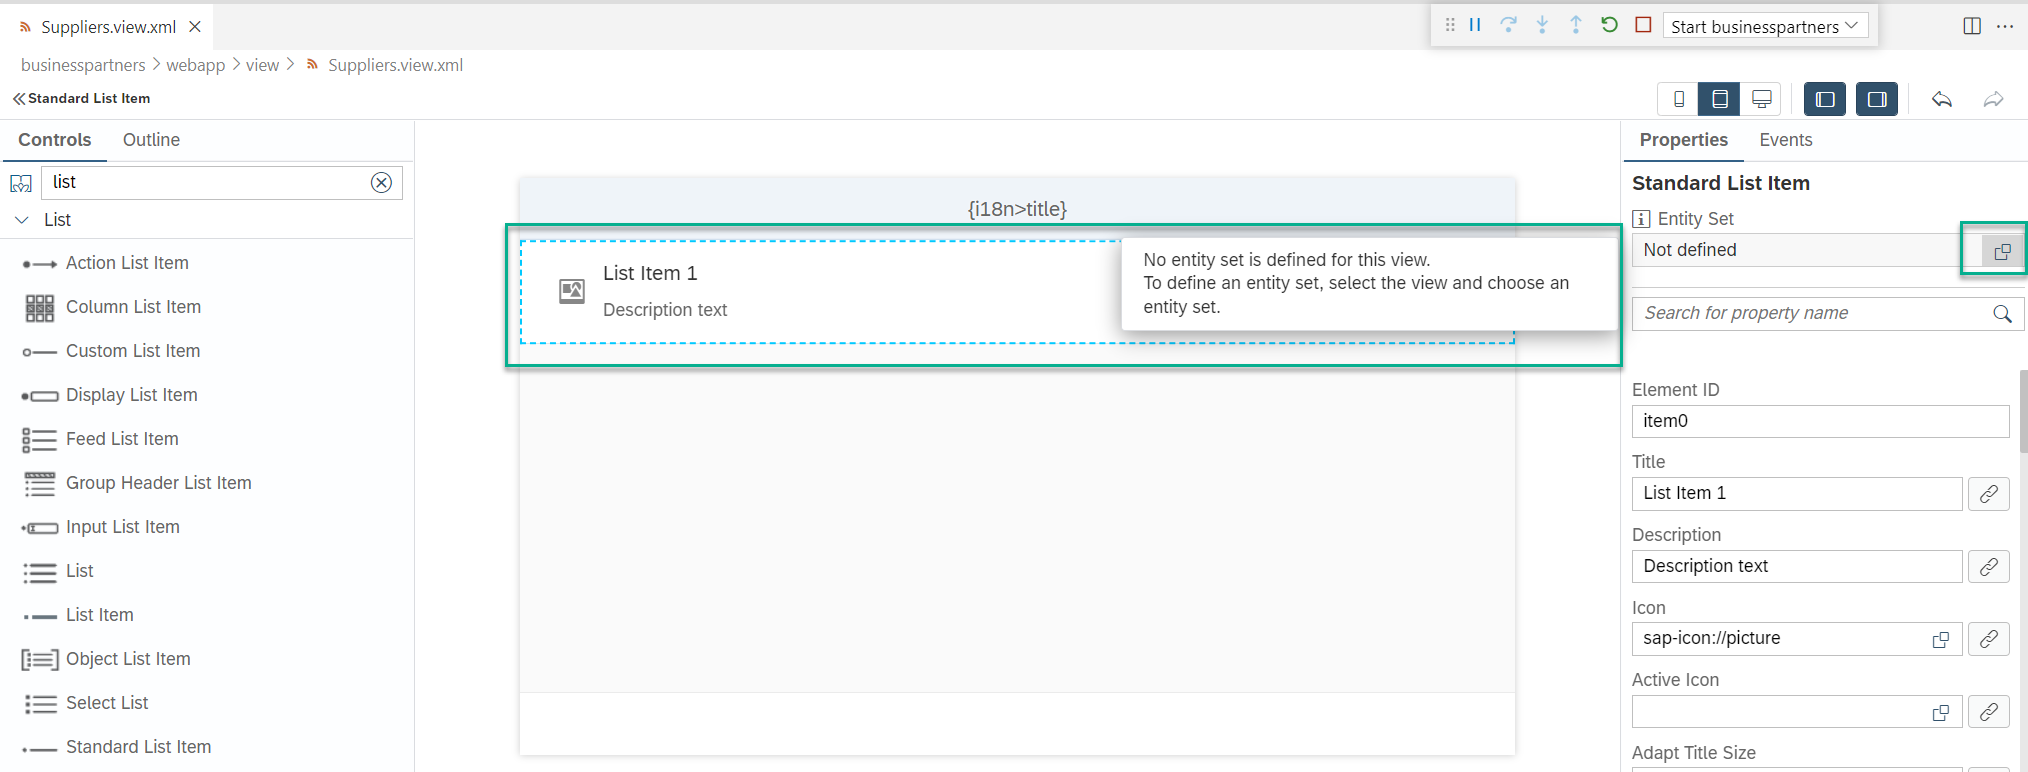 Suppliers.view.xml
Start businesspartners
businesspartners > webapp > view > Suppliers.view.xml
Standard List Item
Controls
Outline
list
List
Action List Item
Column List Item
Custom List Item
Display List Item
Feed List Item
Group Header List Item
Input List Item
List
List Item
Object List Item
Select List
Standard List Item
{i18n>title}
List Item 1
Description text
No entity set is defined for this view.
To define an entity set, select the view and choose an
entity set.
Properties
Events
Standard List Item
Entity Set
Not defined
Search for property name
Element ID
item0
Title
List Item 1
Description
Description text
Icon
sap-icon://picture
Active Icon
Adapt Title Size